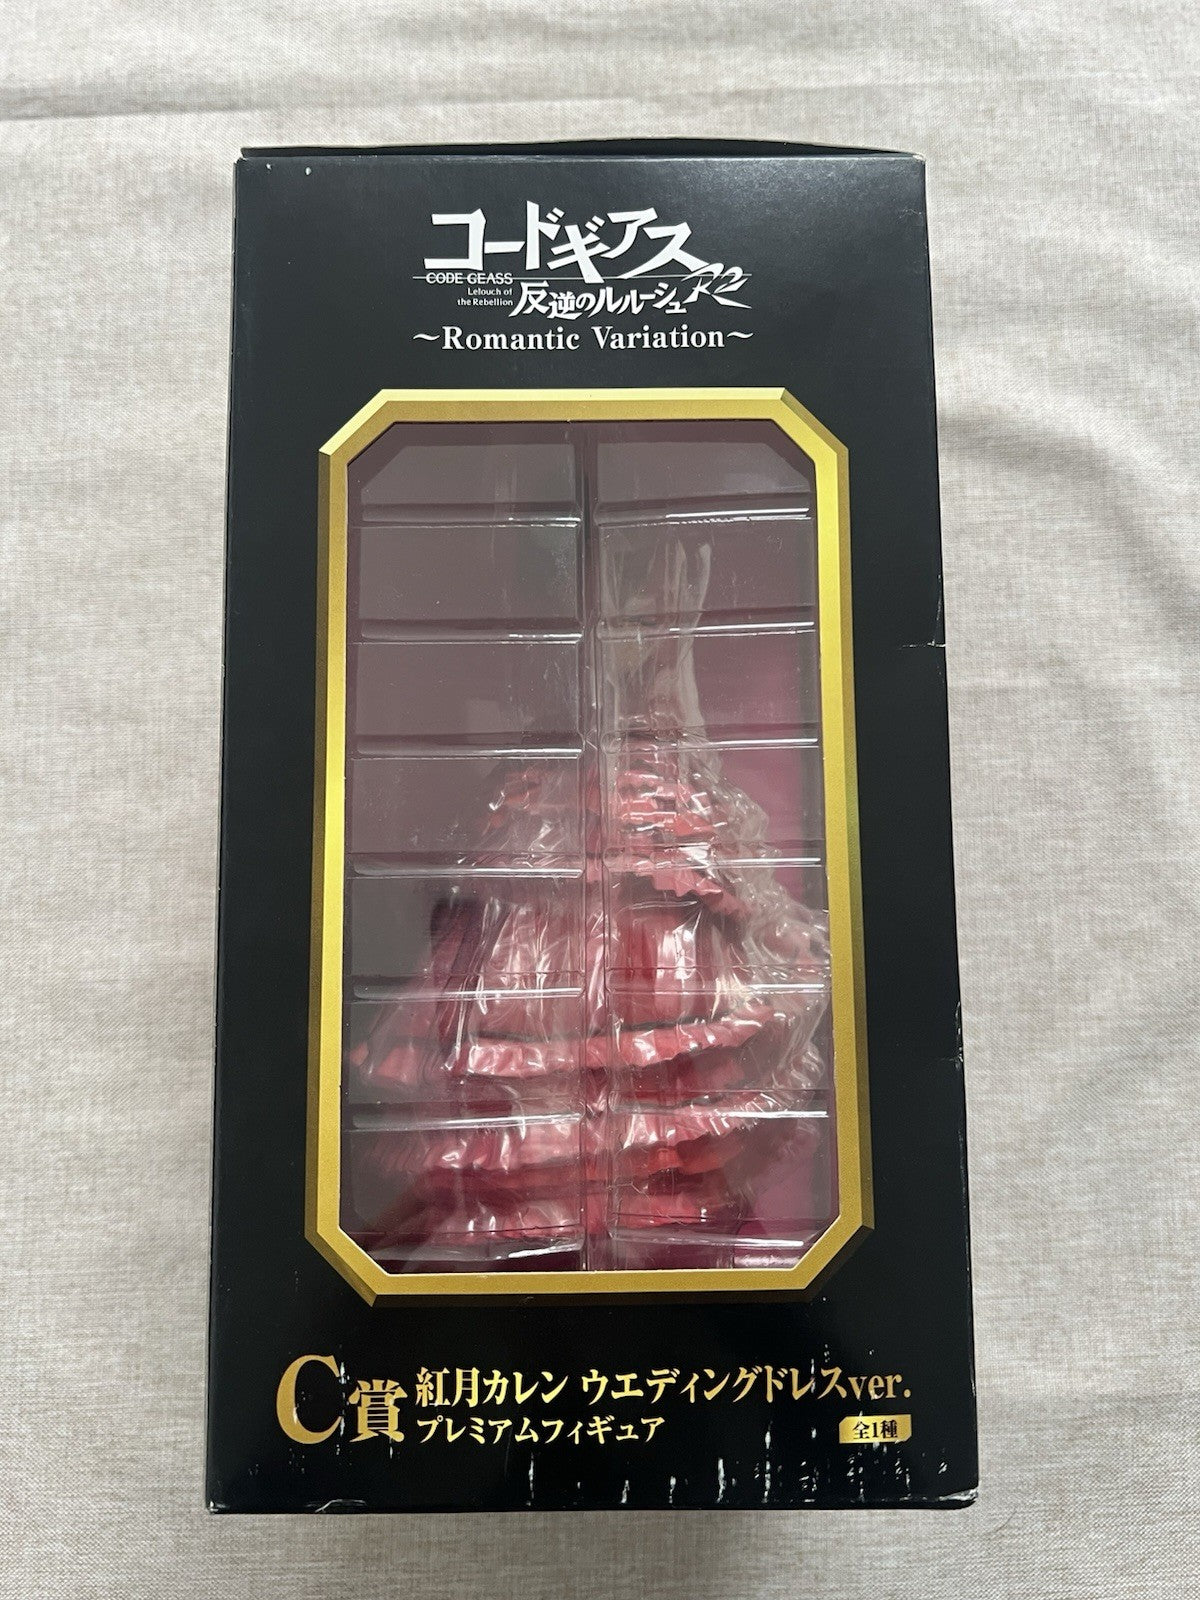 コードギアス
CODE GEASS
Lelouch of
the Rebellion
反逆のルルーシュ R2
～Romantic Variation～
C賞 紅月カレン ウエディングドレスver.
プレミアムフィギュア
全1種